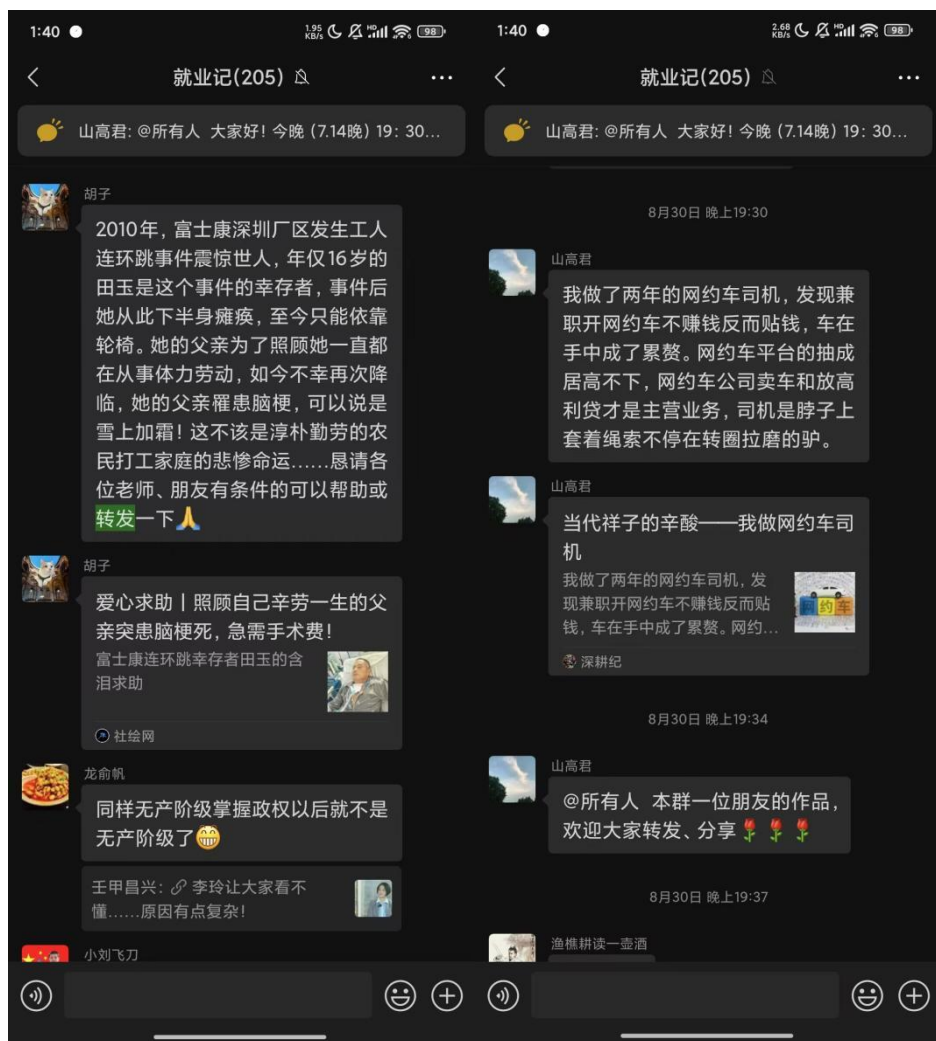 1:40
1.95 KB/s HD 98
就业记(205)
山高君: @所有人 大家好! 今晚 (7.14晚) 19: 30...
胡子
2010年，富士康深圳厂区发生工人
连环跳事件震惊世人，年仅16岁的
田玉是这个事件的幸存者，事件后
她从此下半身瘫痪，至今只能依靠
轮椅。她的父亲为了照顾她一直都
在从事体力劳动，如今不幸再次降
临，她的父亲罹患脑梗，可以说是
雪上加霜！这不该是淳朴勤劳的农
民打工家庭的悲惨命运......恳请各
位老师、朋友有条件的可以帮助或
转发一下
胡子
爱心求助丨照顾自己辛劳一生的父
亲突患脑梗死，急需手术费！
富士康连环跳幸存者田玉的含
泪求助
社绘网
龙俞帆
同样无产阶级掌握政权以后就不是
无产阶级了
壬甲昌兴: 李玲让大家看不
懂......原因有点复杂!
小刘飞刀
1:40
2.68 KB/s HD 98
就业记(205)
山高君: @所有人 大家好! 今晚 (7.14晚) 19: 30...
8月30日 晚上19:30
山高君
我做了两年的网约车司机，发现兼
职开网约车不赚钱反而贴钱，车在
手中成了累赘。网约车平台的抽成
居高不下，网约车公司卖车和放高
利贷才是主营业务，司机是脖子上
套着绳索不停在转圈拉磨的驴。
山高君
当代祥子的辛酸——我做网约车司
机
我做了两年的网约车司机，发
现兼职开网约车不赚钱反而贴
钱，车在手中成了累赘。网约...
网约车
深耕纪
8月30日 晚上19:34
山高君
@所有人 本群一位朋友的作品，
欢迎大家转发、分享
8月30日 晚上19:37
渔樵耕读一壶酒